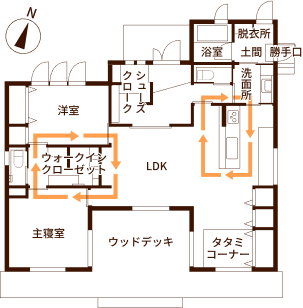 N
脱衣所
浴室
土間
勝手口
洗面所
シューズ
クローク
洋室
ウォークイン
クローゼット
LDK
主寝室
ウッドデッキ
タタミ
コーナー